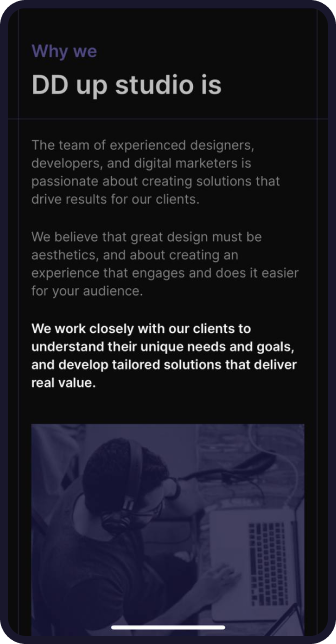 Why we
DD up studio is
The team of experienced designers,
developers, and digital marketers is
passionate about creating solutions that
drive results for our clients.
We believe that great design must be
aesthetics, and about creating an
experience that engages and does it easier
for your audience.
We work closely with our clients to
understand their unique needs and goals,
and develop tailored solutions that deliver
real value.